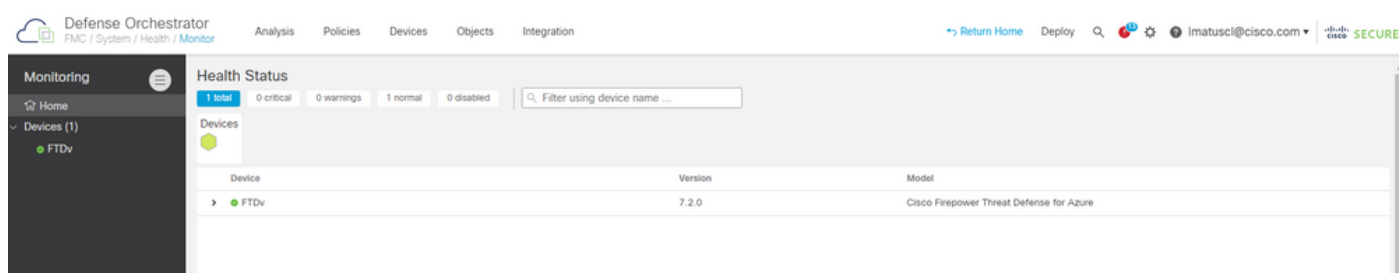 Defense Orchestrator
FMC / System / Health / Monitor
Analysis Policies Devices Objects Integration
Return Home Deploy lmatuscl@cisco.com
CISCO SECURE
Monitoring
Home
Devices (1)
FTDv
Health Status
1 total 0 critical 0 warnings 1 normal 0 disabled Filter using device name ...
Devices
Device Version Model
FTDv 7.2.0 Cisco Firepower Threat Defense for Azure